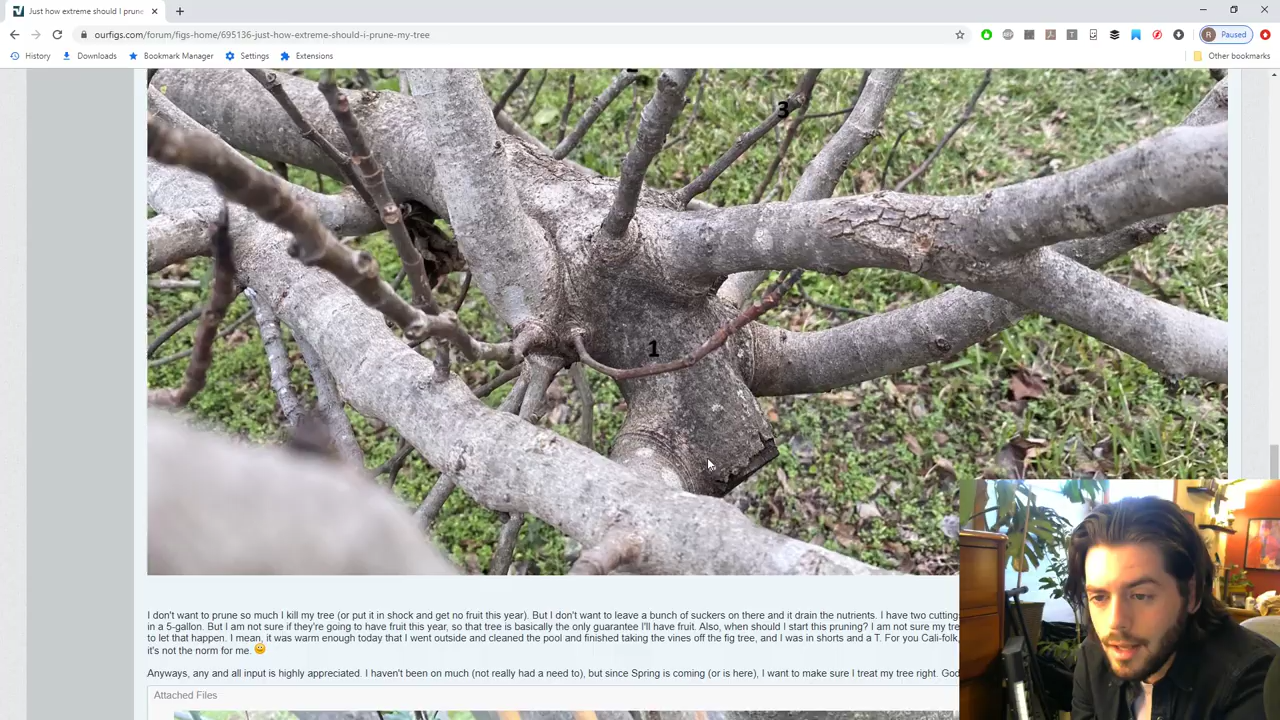 Just how extreme should I prune
ourfigs.com/forum/figs-home/695136-just-how-extreme-should-i-prune-my-tree
R Paused
History Downloads Bookmark Manager Settings Extensions Other bookmarks
3
1
I don't want to prune so much I kill my tree (or put it in shock and get no fruit this year). But I don't want to leave a bunch of suckers on there and it drain the nutrients. I have two cutting
in a 5-gallon. But I am not sure if they're going to have fruit this year, so that tree is basically the only guarantee I'll have fruit. Also, when should I start this pruning? I am not sure my tre
to let that happen. I mean, it was warm enough today that I went outside and cleaned the pool and finished taking the vines off the fig tree, and I was in shorts and a T. For you Cali-folk,
it's not the norm for me.
Anyways, any and all input is highly appreciated. I haven't been on much (not really had a need to), but since Spring is coming (or is here), I want to make sure I treat my tree right. God
Attached Files